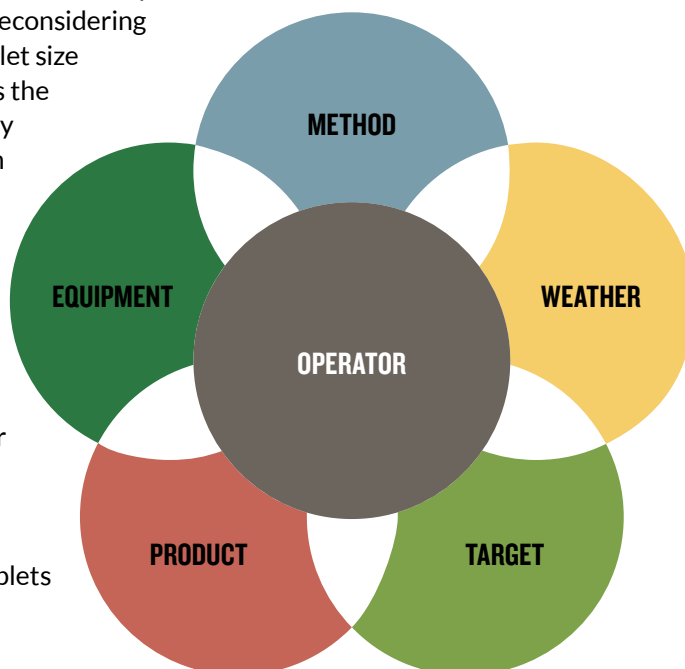 econsidering
let size
s the
y
n
METHOD
EQUIPMENT
WEATHER
OPERATOR
r
PRODUCT
TARGET
plets